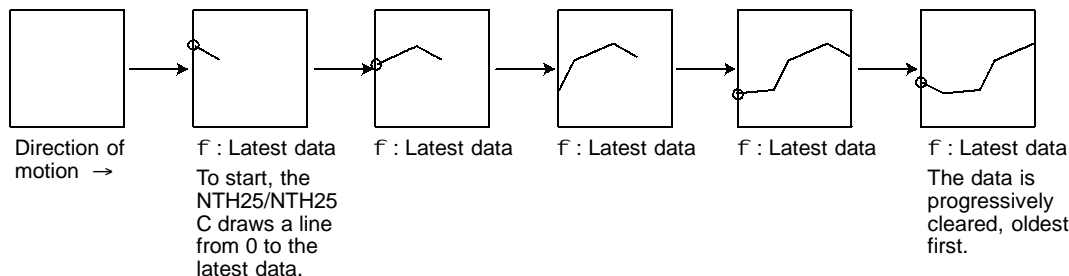 Direction of
motion →
f : Latest data
To start, the
NTH25/NTH25
C draws a line
from 0 to the
latest data.
f : Latest data
f : Latest data
f : Latest data
f : Latest data
The data is
progressively
cleared, oldest
first.